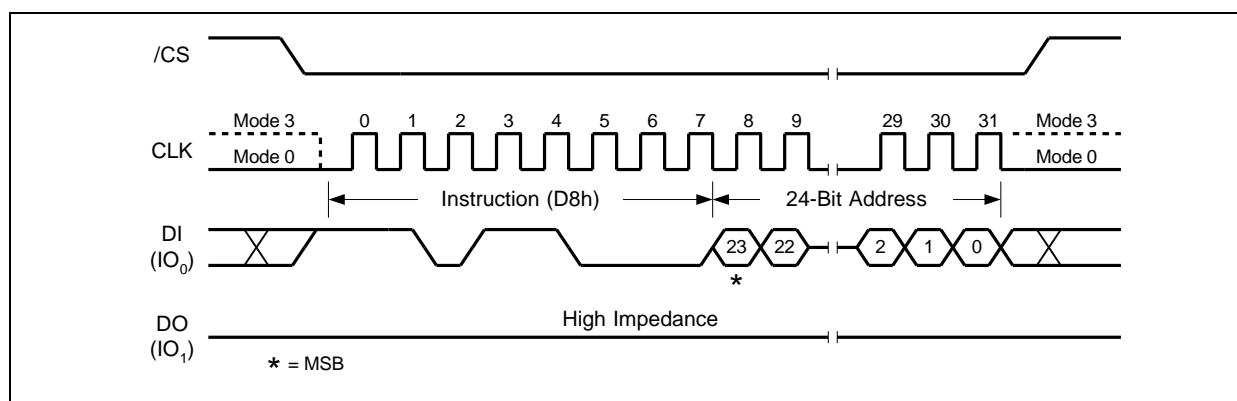 /CS
Mode 3 0 1 2 3 4 5 6 7 8 9 29 30 31 Mode 3
CLK Mode 0 Mode 0
Instruction (D8h) 24-Bit Address
DI
(IO₀) 23 22 2 1 0
*
DO High Impedance
(IO₁)
* = MSB